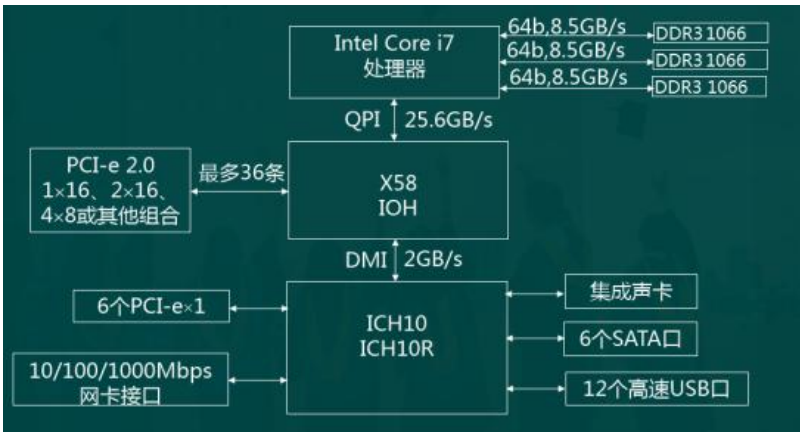 Intel Core i7
处理器
64b,8.5GB/s
DDR3 1066
64b,8.5GB/s
DDR3 1066
64b,8.5GB/s
DDR3 1066
QPI
25.6GB/s
PCI-e 2.0
1×16、2×16、
4×8或其他组合
最多36条
X58
IOH
DMI
2GB/s
6个PCI-e×1
10/100/1000Mbps
网卡接口
ICH10
ICH10R
集成声卡
6个SATA口
12个高速USB口